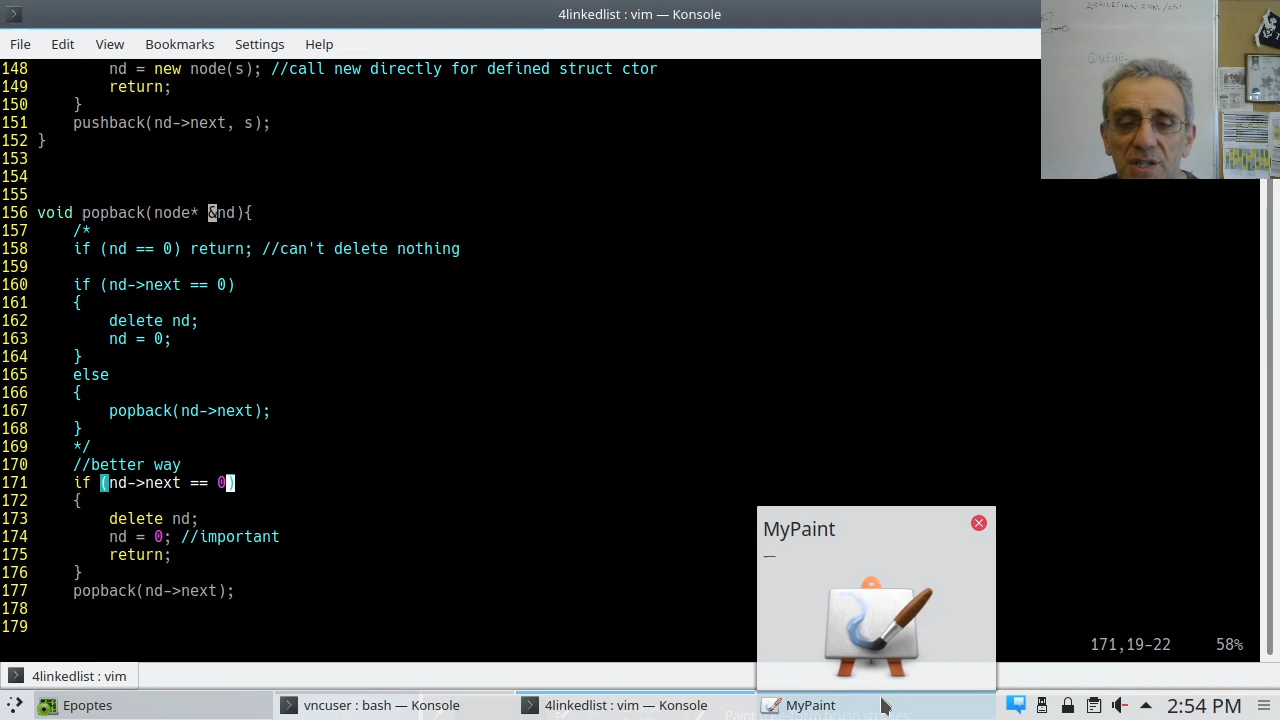 4linkedlist : vim — Konsole
File Edit View Bookmarks Settings Help
148 nd = new node(s); //call new directly for defined struct ctor
149 return;
150 }
151 pushback(nd->next, s);
152 }
153
154
155
156 void popback(node* &nd){
157 /*
158 if (nd == 0) return; //can't delete nothing
159
160 if (nd->next == 0)
161 {
162 delete nd;
163 nd = 0;
164 }
165 else
166 {
167 popback(nd->next);
168 }
169 */
170 //better way
171 if (nd->next == 0)
172 {
173 delete nd;
174 nd = 0; //important
175 return;
176 }
177 popback(nd->next);
178
179
171,19-22 58%
MyPaint
4linkedlist : vim
Epoptes
vncuser : bash — Konsole
4linkedlist : vim — Konsole
MyPaint
2:54 PM
QUEUE